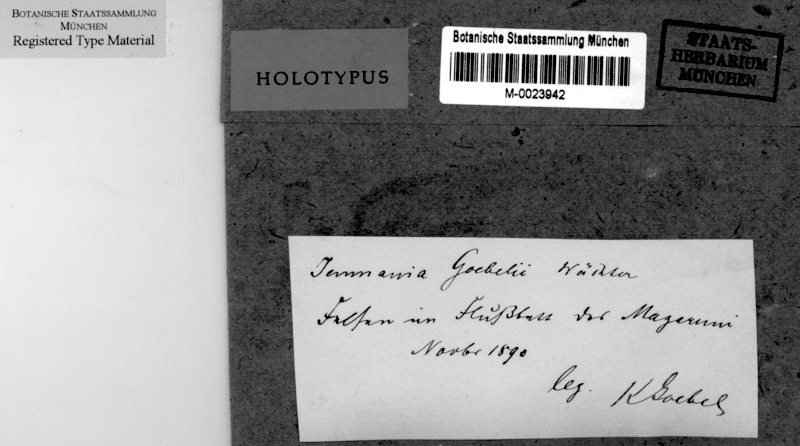 BOTANISCHE STAATSSAMMLUNG
MÜNCHEN
Registered Type Material
HOLOTYPUS
Botanische Staatssammlung München
M-0023942
STAATS-
HERBARIUM
MÜNCHEN
Jenmania Goebelii Wächter
Felsen im Flußbett des Mazaruni
Novbr 1890
leg. K Goebel